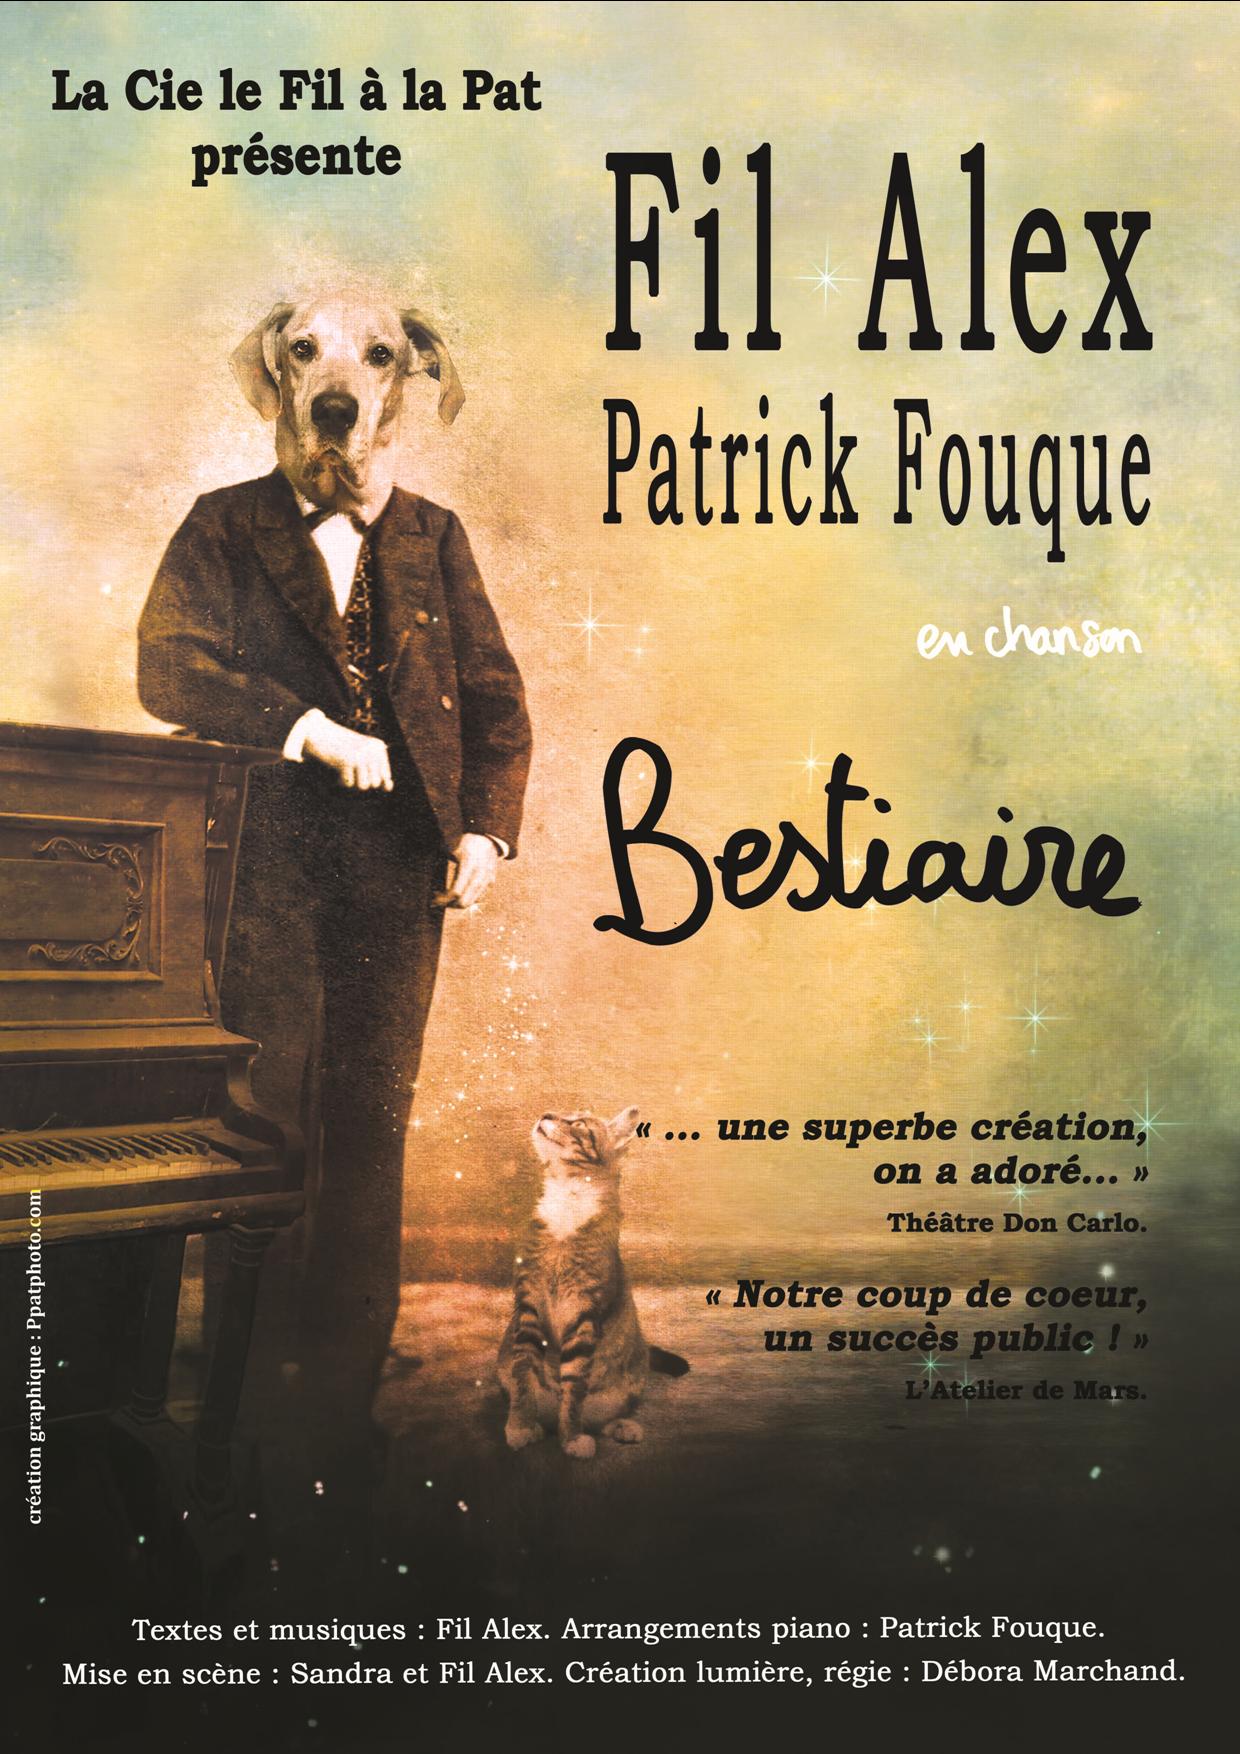 La Cie le Fil à la Pat
présente
Fil Alex
Patrick Fouque
en chanson
Bestiaire
« ... une superbe création,
on a adoré... »
Théâtre Don Carlo.
« Notre coup de coeur,
un succès public ! »
L'Atelier de Mars.
création graphique : Ppatphoto.com
Textes et musiques : Fil Alex. Arrangements piano : Patrick Fouque.
Mise en scène : Sandra et Fil Alex. Création lumière, régie : Débora Marchand.